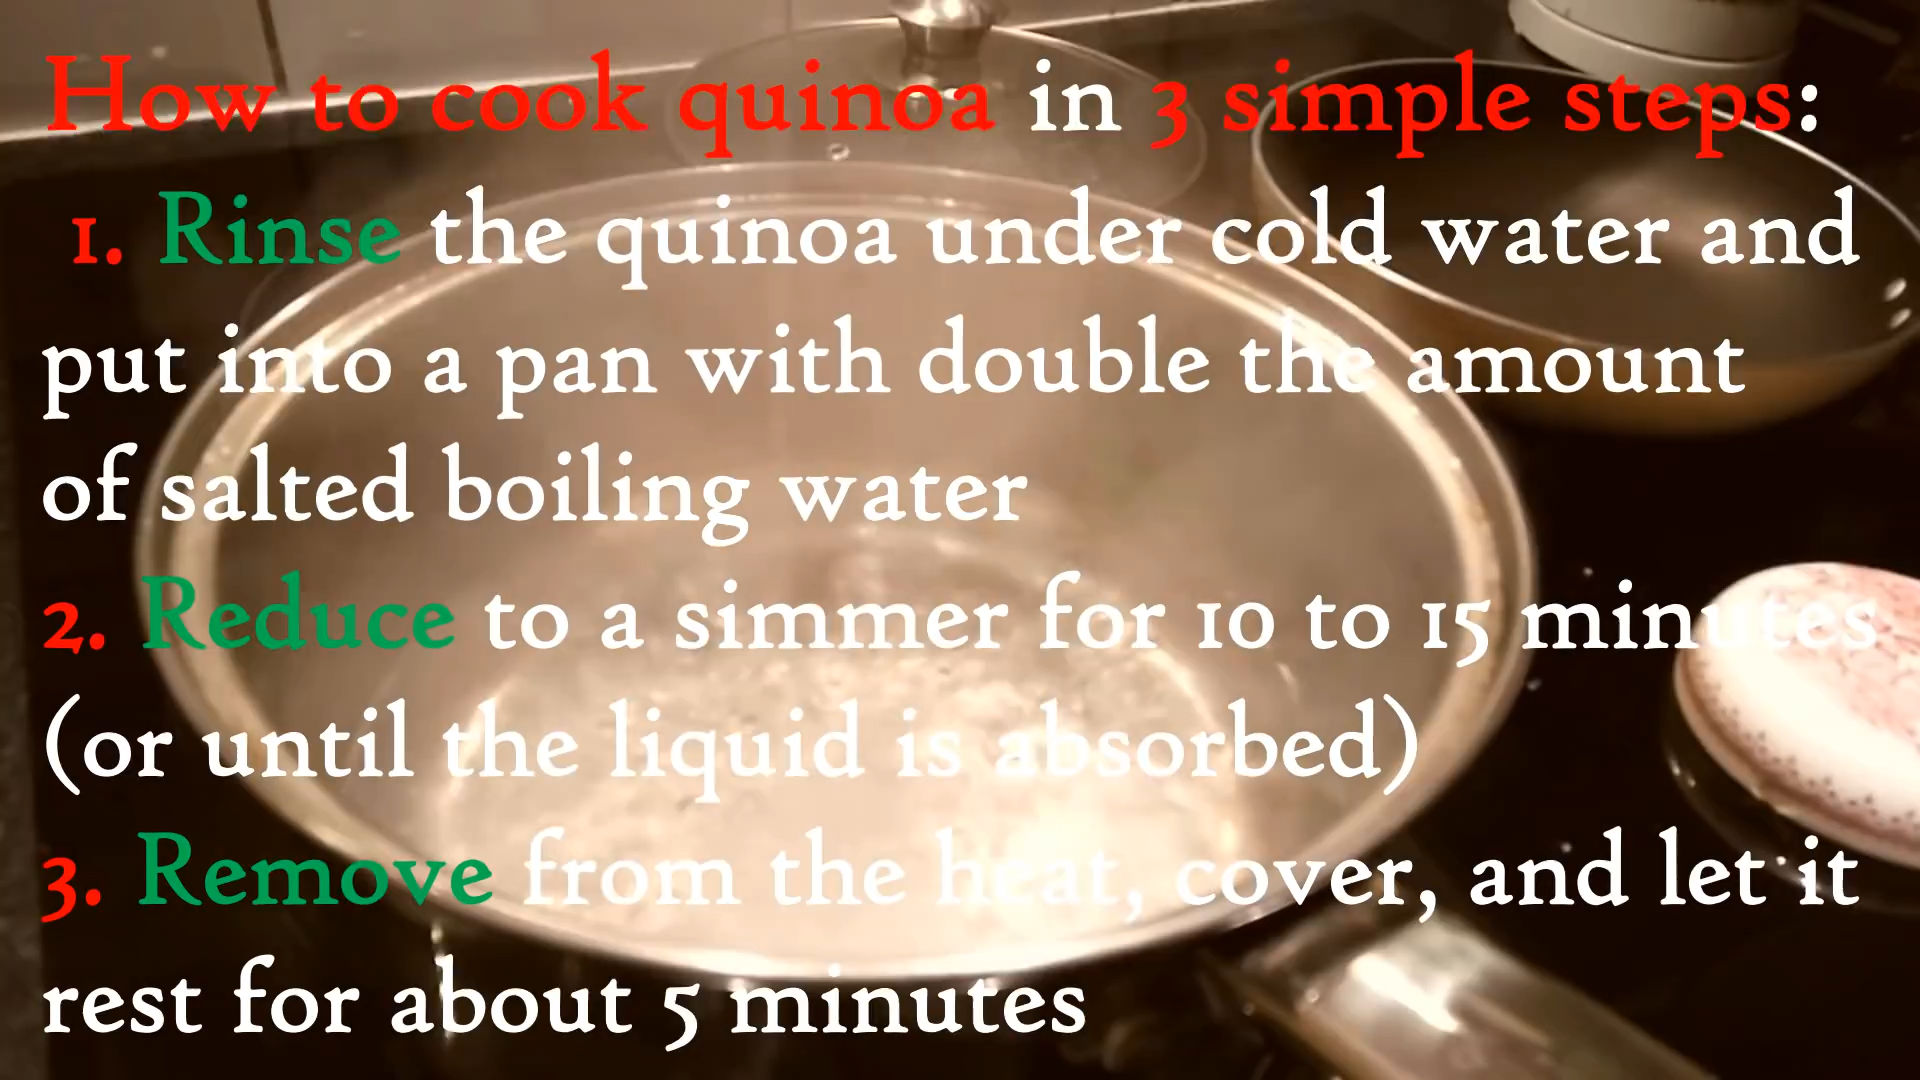 How to cook quinoa in 3 simple steps:
1. Rinse the quinoa under cold water and
put into a pan with double the amount
of salted boiling water
2. Reduce to a simmer for 10 to 15 minutes
(or until the liquid is absorbed)
3. Remove from the heat, cover, and let it
rest for about 5 minutes